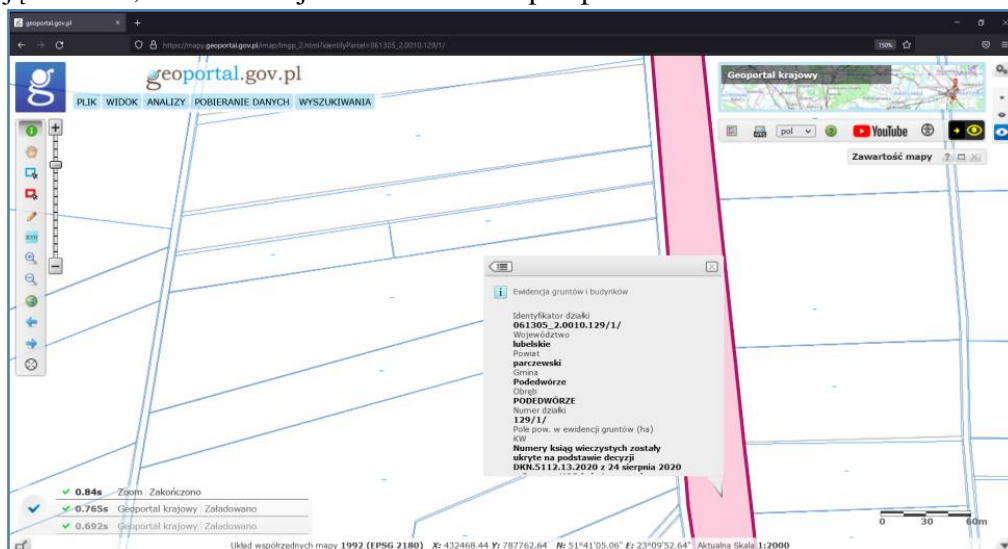 geoportal.gov.pl
https://mapy.geoportal.gov.pl/imap/Imgp_2.html?identifyParcel=061305_2.0010.129/1/
150%
geoportal.gov.pl
PLIK WIDOK ANALIZY POBIERANIE DANYCH WYSZUKIWANIA
Geoportal krajowy
pol
YouTube
Zawartość mapy
Ewidencja gruntów i budynków
Identyfikator działki
061305_2.0010.129/1/
Województwo
lubelskie
Powiat
parczewski
Gmina
Podedwórze
Obręb
PODEDWÓRZE
Numer działki
129/1/
Pole pow. w ewidencji gruntów (ha)
KW
Numery ksiąg wieczystych zostały
ukryte na podstawie decyzji
DKN.5112.13.2020 z 24 sierpnia 2020
0.84s Zoom Zakończono
0.765s Geoportal krajowy Załadowano
0.692s Geoportal krajowy Załadowano
0 30 60m
Układ współrzędnych mapy 1992 (EPSG 2180) X: 432468.44 Y: 787762.64 N: 51°41'05.06" E: 23°09'52.64" Aktualna Skala 1:2000